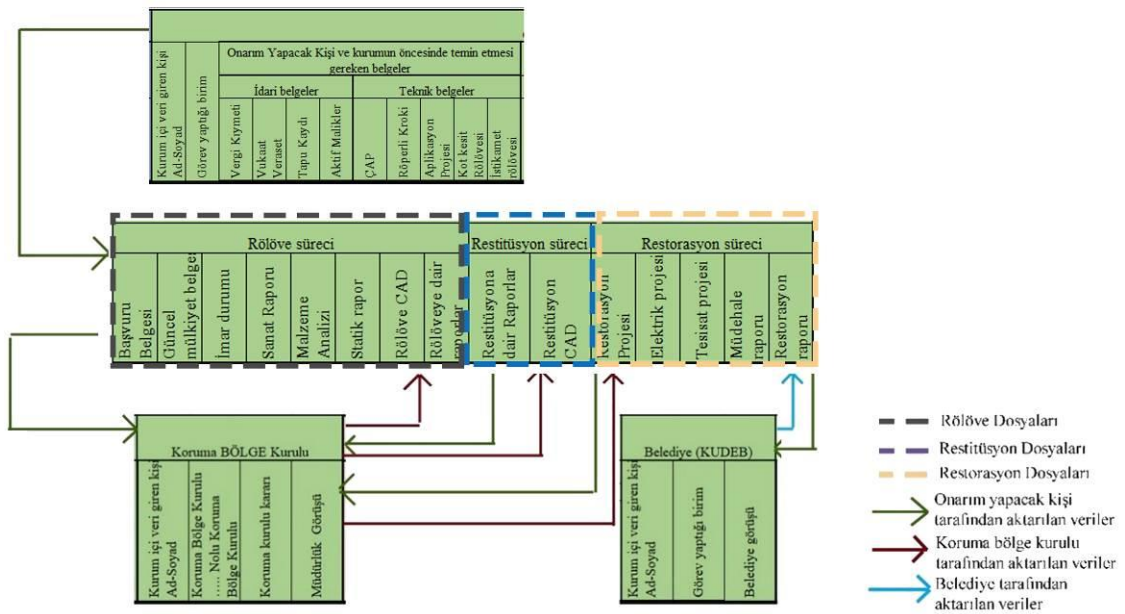 Onarım Yapacak Kişi ve kurumun öncesinde temin etmesi
gereken belgeler
İdari belgeler
Teknik belgeler
Kurum içi veri giren kişi
Ad-Soyad
Görev yaptığı birim
Vergi Kıymeti
Vukaat
Veraset
Tapu Kaydı
Aktif Malikler
ÇAP
Röperli Kroki
Aplikasyon
Projesi
Kot kesit
Rölövesi
İstikamet
rölövesi
Rölöve süreci
Restitüsyon süreci
Restorasyon süreci
Başvuru
Belgesi
Güncel
mülkiyet belges
İmar durumu
Sanat Raporu
Malzeme
Analizi
Statik rapor
Rölöve CAD
Rölöveye dair
raporlar
Restitüsyona
dair Raporlar
Restitüsyon
CAD
Restorasyon
Projesi
Elektrik projesi
Tesisat projesi
Müdehale
raporu
Restorasyon
raporu
Koruma BÖLGE Kurulu
Kurum içi veri giren kişi
Ad-Soyad
Koruma Bölge Kurulu
..... Nolu Koruma
Bölge Kurulu
Koruma kurulu kararı
Müdürlük Görüşü
Belediye (KUDEB)
Kurum içi veri giren kişi
Ad-Soyad
Görev yaptığı birim
Belediye görüşü
Rölöve Dosyaları
Restitüsyon Dosyaları
Restorasyon Dosyaları
Onarım yapacak kişi
tarafından aktarılan veriler
Koruma bölge kurulu
tarafından aktarılan veriler
Belediye tarafından
aktarılan veriler